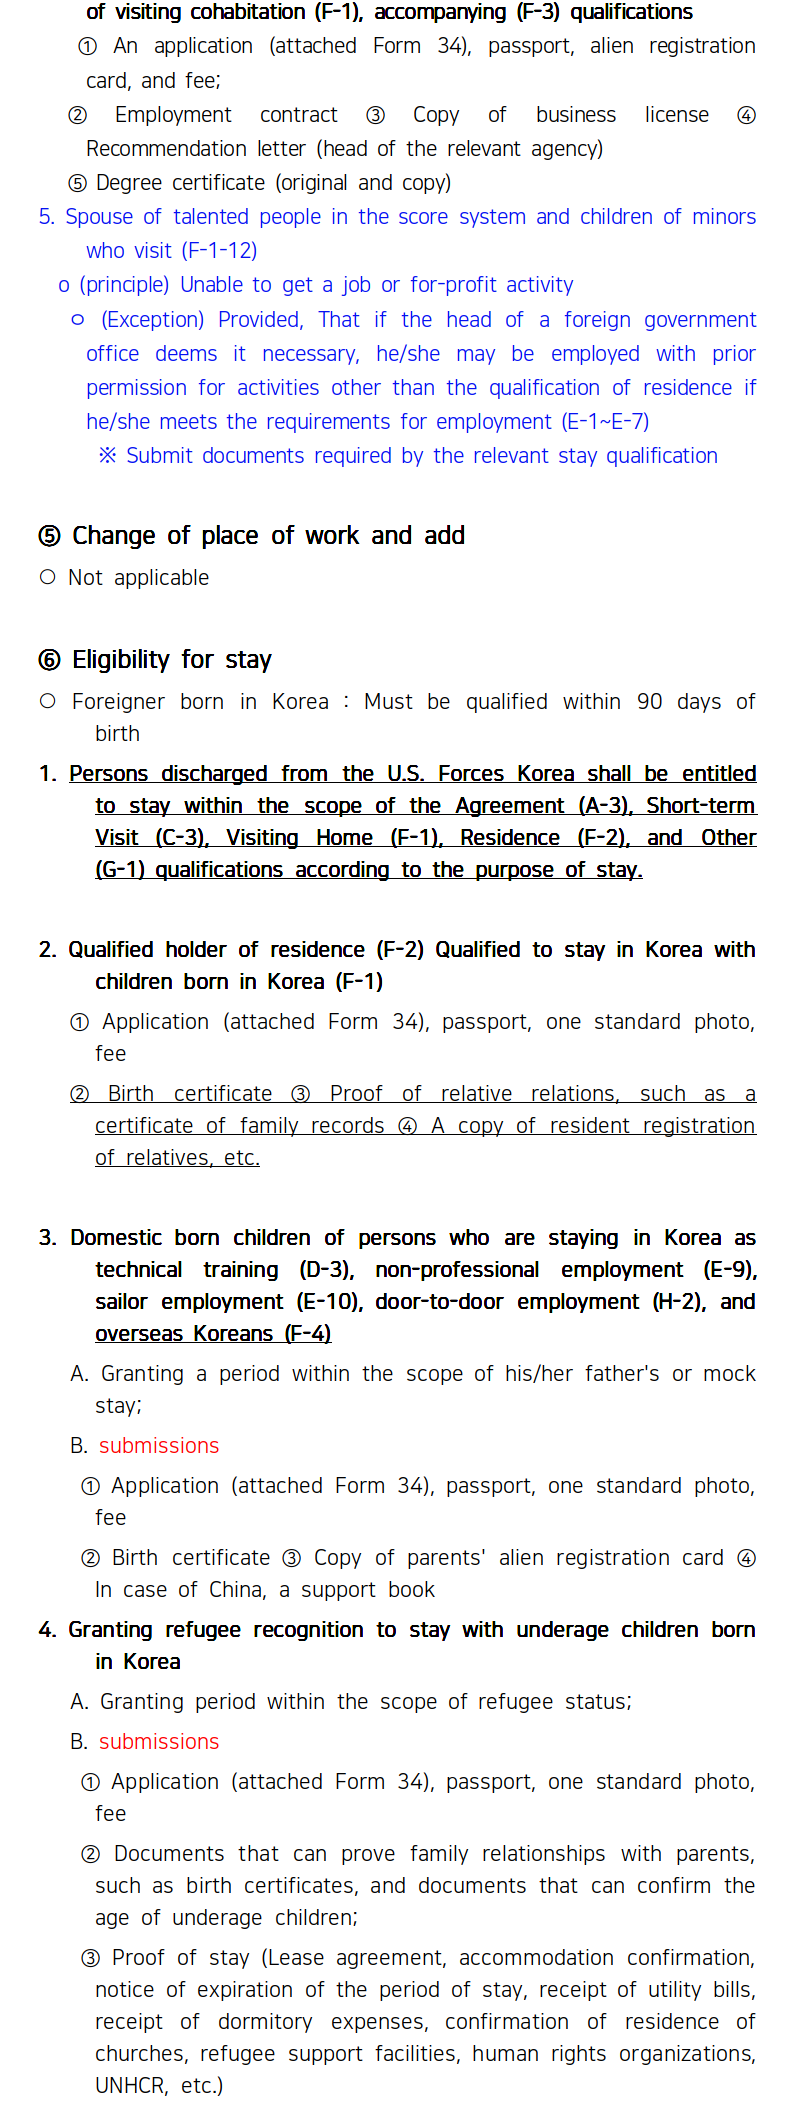 of visiting cohabitation (F-1), accompanying (F-3) qualifications
① An application (attached Form 34), passport, alien registration
card, and fee;
② Employment contract ③ Copy of business license ④
Recommendation letter (head of the relevant agency)
⑤ Degree certificate (original and copy)
5. Spouse of talented people in the score system and children of minors
who visit (F-1-12)
o (principle) Unable to get a job or for-profit activity
ㅇ (Exception) Provided, That if the head of a foreign government
office deems it necessary, he/she may be employed with prior
permission for activities other than the qualification of residence if
he/she meets the requirements for employment (E-1~E-7)
※ Submit documents required by the relevant stay qualification
⑤ Change of place of work and add
○ Not applicable
⑥ Eligibility for stay
○ Foreigner born in Korea : Must be qualified within 90 days of
birth
1. Persons discharged from the U.S. Forces Korea shall be entitled
to stay within the scope of the Agreement (A-3), Short-term
Visit (C-3), Visiting Home (F-1), Residence (F-2), and Other
(G-1) qualifications according to the purpose of stay.
2. Qualified holder of residence (F-2) Qualified to stay in Korea with
children born in Korea (F-1)
① Application (attached Form 34), passport, one standard photo,
fee
② Birth certificate ③ Proof of relative relations, such as a
certificate of family records ④ A copy of resident registration
of relatives, etc.
3. Domestic born children of persons who are staying in Korea as
technical training (D-3), non-professional employment (E-9),
sailor employment (E-10), door-to-door employment (H-2), and
overseas Koreans (F-4)
A. Granting a period within the scope of his/her father's or mock
stay;
B. submissions
① Application (attached Form 34), passport, one standard photo,
fee
② Birth certificate ③ Copy of parents' alien registration card ④
In case of China, a support book
4. Granting refugee recognition to stay with underage children born
in Korea
A. Granting period within the scope of refugee status;
B. submissions
① Application (attached Form 34), passport, one standard photo,
fee
② Documents that can prove family relationships with parents,
such as birth certificates, and documents that can confirm the
age of underage children;
③ Proof of stay (Lease agreement, accommodation confirmation,
notice of expiration of the period of stay, receipt of utility bills,
receipt of dormitory expenses, confirmation of residence of
churches, refugee support facilities, human rights organizations,
UNHCR, etc.)